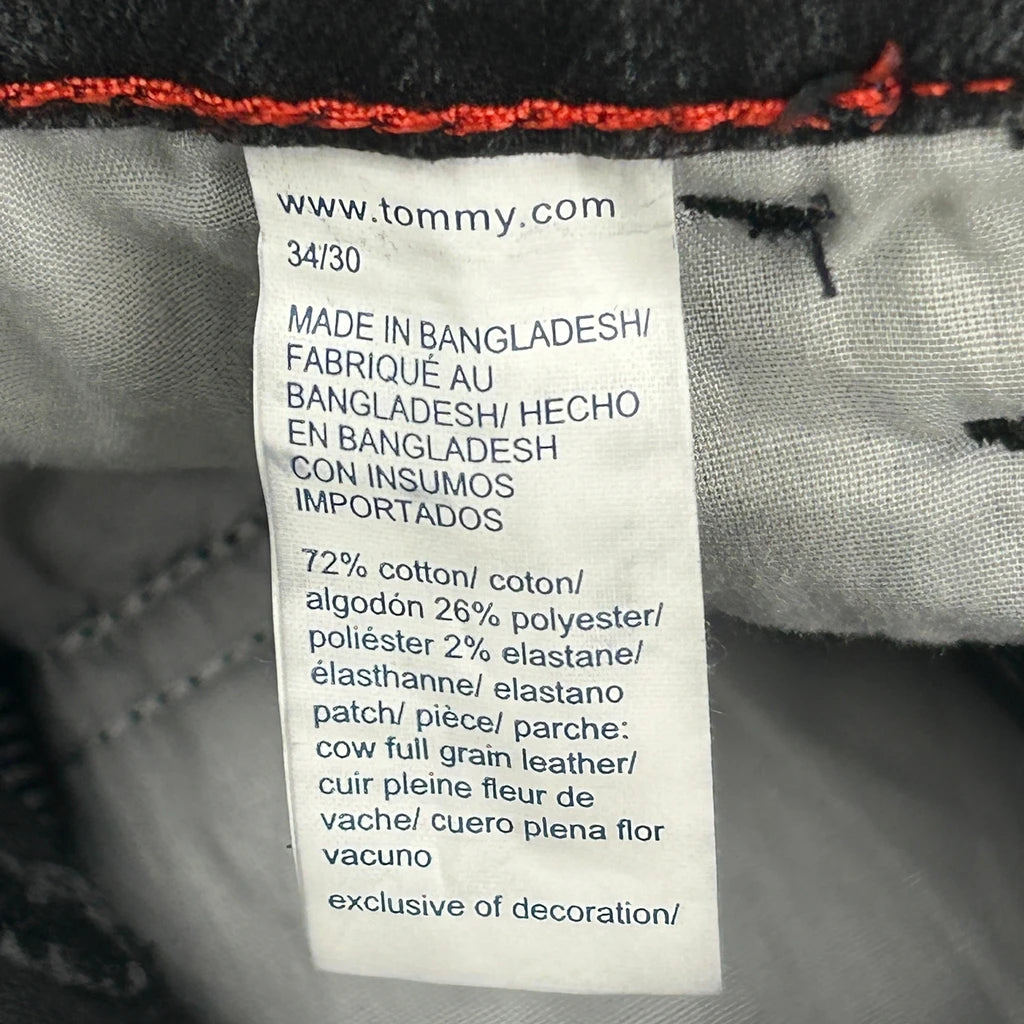 www.tommy.com
34/30
MADE IN BANGLADESH/
FABRIQUÉ AU
BANGLADESH/ HECHO
EN BANGLADESH
CON INSUMOS
IMPORTADOS
72% cotton/ coton/
algodón 26% polyester/
poliéster 2% elastane/
élasthanne/ elastano
patch/ pièce/ parche:
cow full grain leather/
cuir pleine fleur de
vache/ cuero plena flor
vacuno
exclusive of decoration/